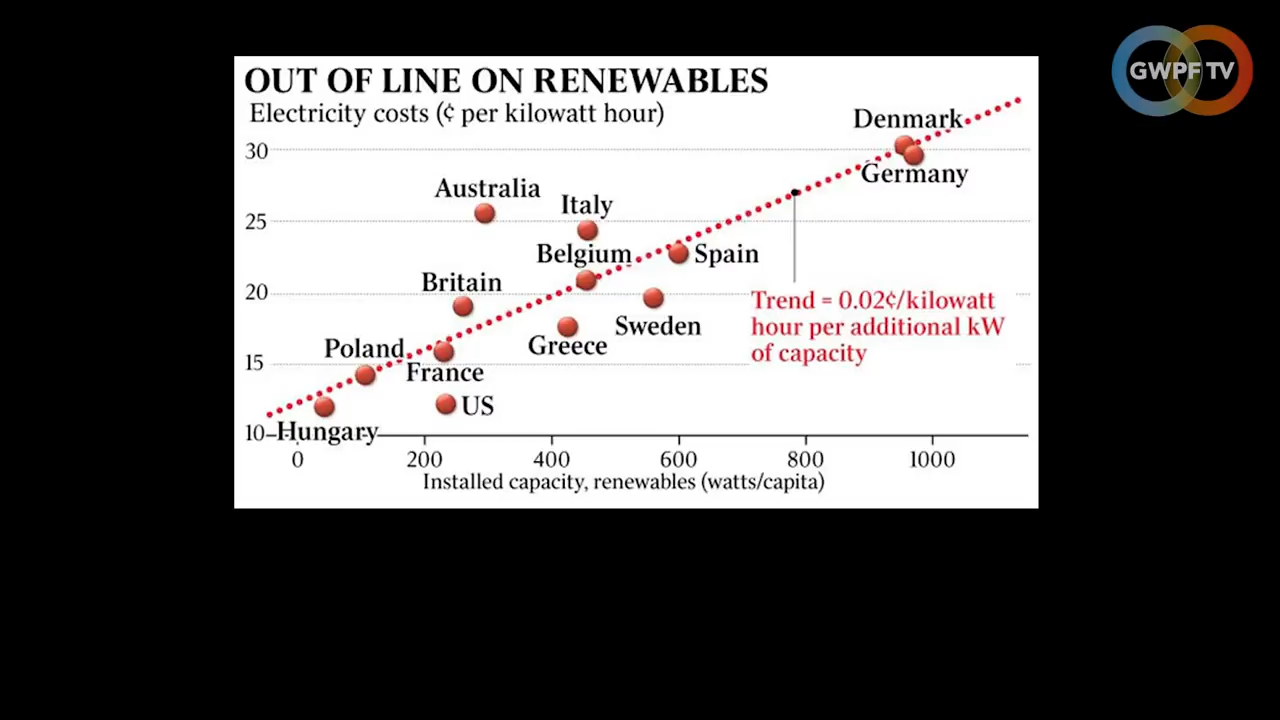 GWPF TV
OUT OF LINE ON RENEWABLES
Electricity costs (¢ per kilowatt hour)
Denmark
30
Germany
Australia
Italy
25
Belgium
Spain
Britain
20
Trend = 0.02¢/kilowatt
hour per additional kW
of capacity
Sweden
Greece
Poland
15
France
US
10
Hungary
0 200 400 600 800 1000
Installed capacity, renewables (watts/capita)